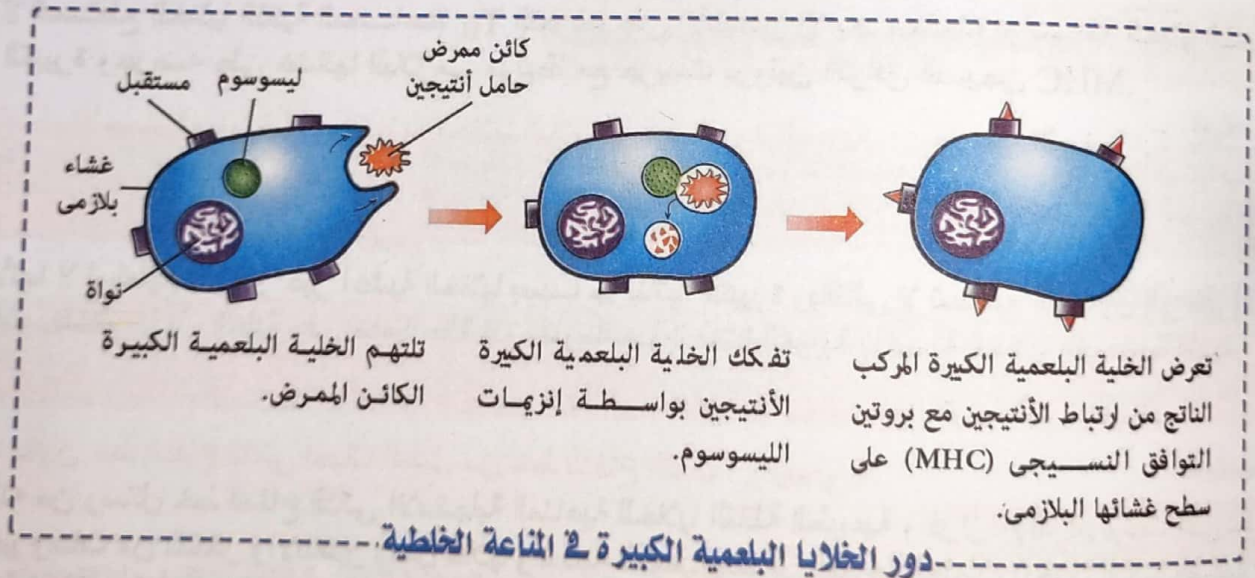 كائن ممرض
حامل أنتيجين
ليسوسوم
مستقبل
غشاء
بلازمى
نواة
تلتهم الخلية البلعمية الكبيرة
الكائن الممرض.
تفكك الخلية البلعمية الكبيرة
الأنتيجين بواسطة إنزيمات
الليسوسوم.
تعرض الخلية البلعمية الكبيرة المركب
الناتج من ارتباط الأنتيجين مع بروتين
التوافق النسيجى (MHC) على
سطح غشائها البلازمى.
دور الخلايا البلعمية الكبيرة في المناعة الخلطية